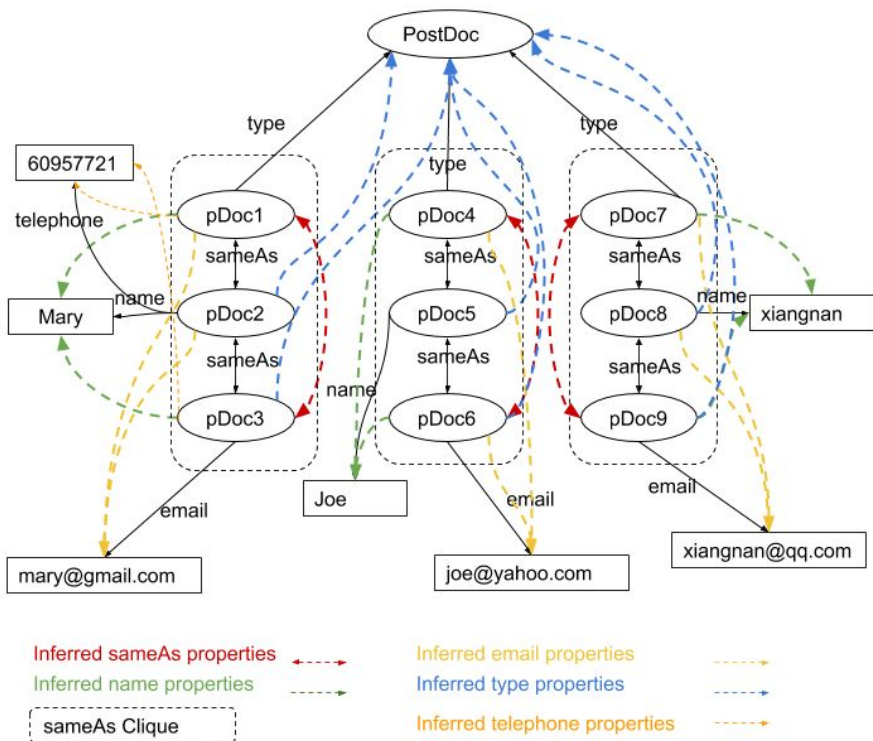 PostDoc
type
type
type
60957721
pDoc1
pDoc4
pDoc7
telephone
sameAs
sameAs
sameAs
name
name
Mary
pDoc2
pDoc5
pDoc8
xiangnan
sameAs
sameAs
sameAs
name
pDoc3
pDoc6
pDoc9
Joe
email
email
email
mary@gmail.com
joe@yahoo.com
xiangnan@qq.com
Inferred sameAs properties
Inferred email properties
Inferred name properties
Inferred type properties
sameAs Clique
Inferred telephone properties